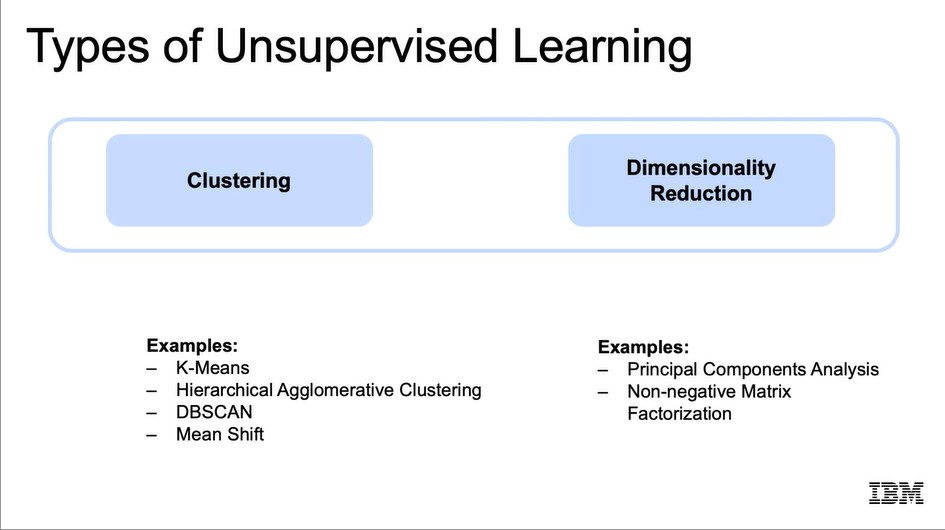 Types of Unsupervised Learning
Clustering
Dimensionality
Reduction
Examples:
– K-Means
– Hierarchical Agglomerative Clustering
– DBSCAN
– Mean Shift
Examples:
– Principal Components Analysis
– Non-negative Matrix
Factorization
IBM